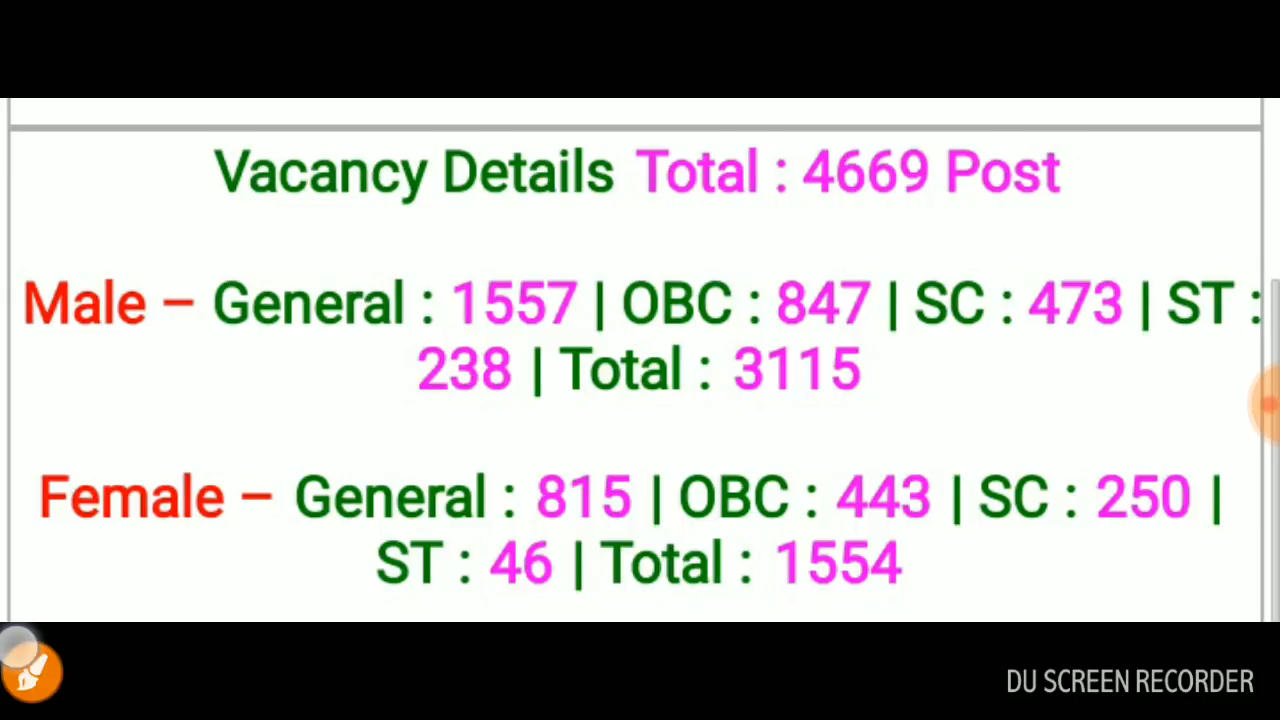 Vacancy Details Total : 4669 Post
Male – General : 1557 | OBC : 847 | SC : 473 | ST :
238 | Total : 3115
Female – General : 815 | OBC : 443 | SC : 250 |
ST : 46 | Total : 1554
DU SCREEN RECORDER